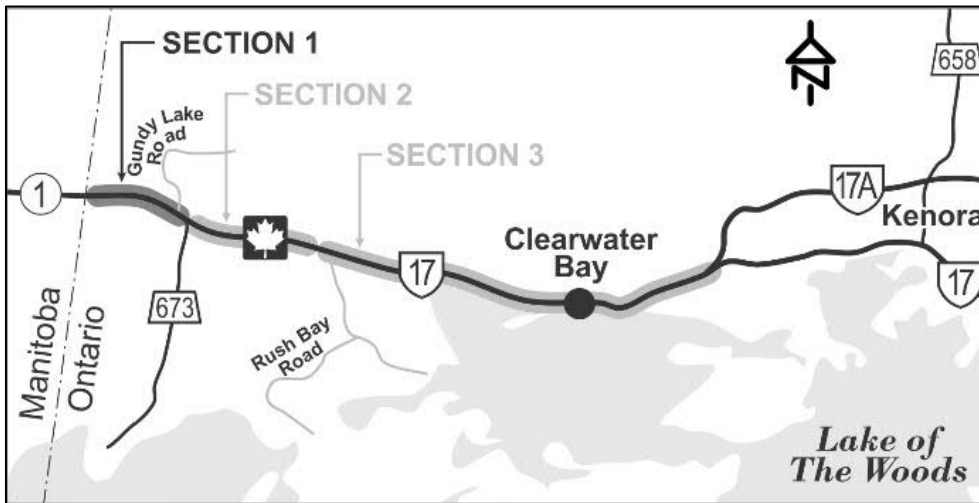 SECTION 1
658
SECTION 2
Gundy Lake
Road
SECTION 3
N
1
17A
Kenora
Clearwater
Bay
17
17
673
Manitoba
Ontario
Rush Bay
Road
Lake of
The Woods